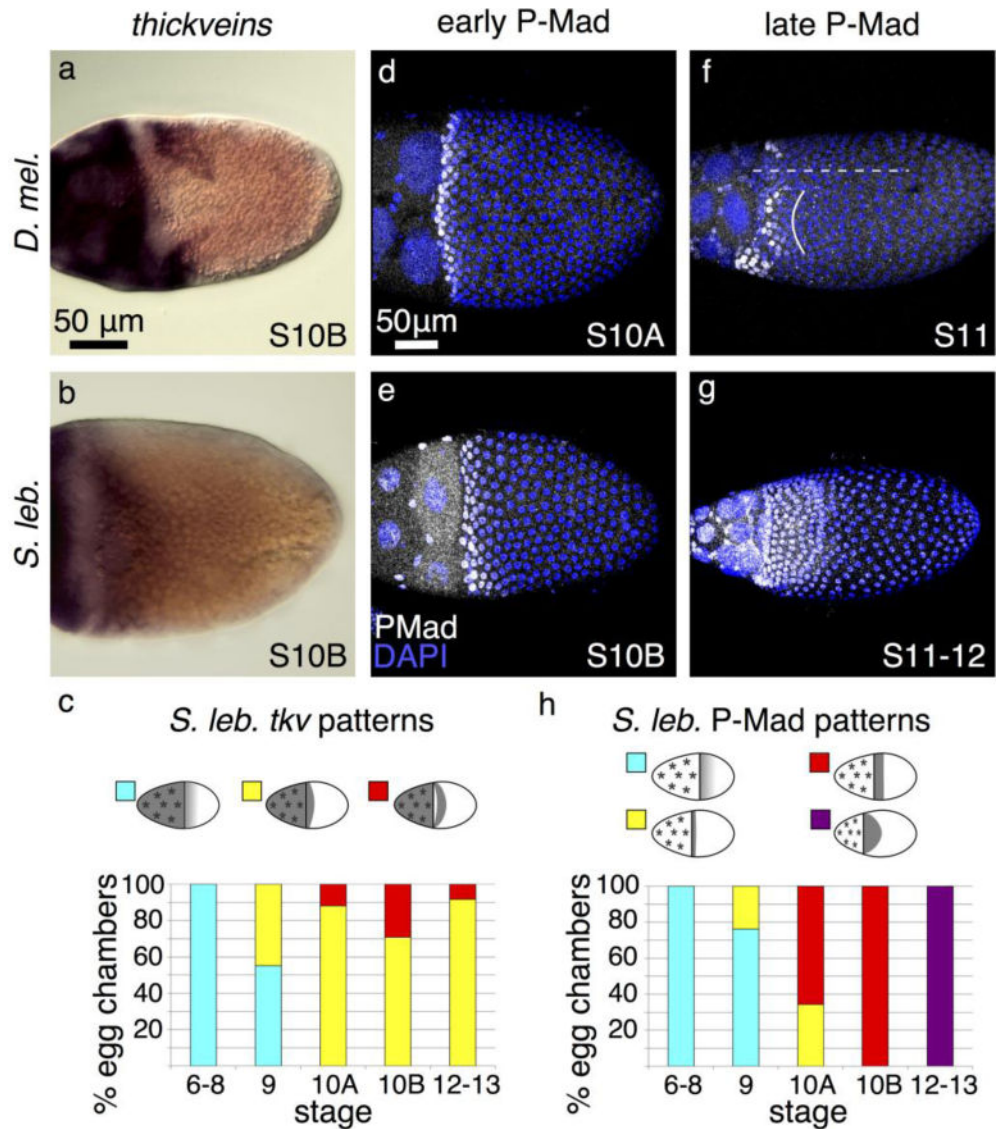 thickveins
early P-Mad
late P-Mad
D. mel.
a
50 µm
S10B
d
50µm
S10A
f
S11
S. leb.
b
S10B
e
PMad
DAPI
S10B
g
S11-12
c
S. leb. tkv patterns
% egg chambers
100
80
60
40
20
6-8 9 10A 10B 12-13
stage
h
S. leb. P-Mad patterns
% egg chambers
100
80
60
40
20
6-8 9 10A 10B 12-13
stage